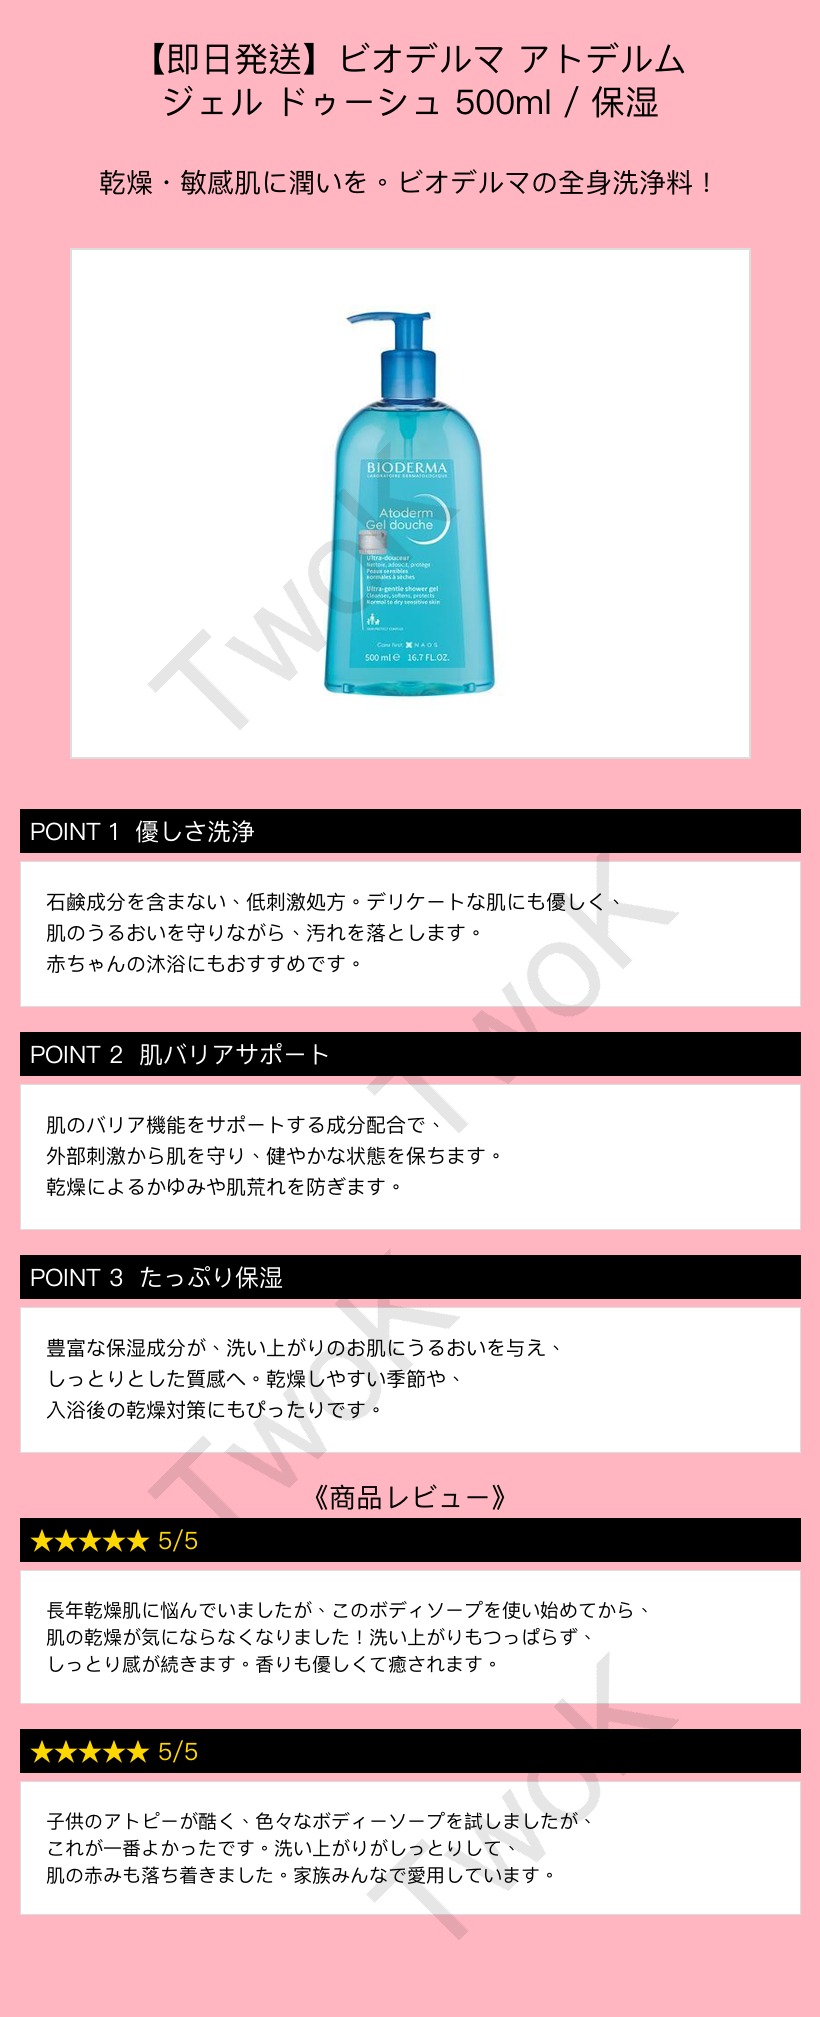 【即日発送】ビオデルマ アトデルム
ジェル ドゥーシュ 500ml / 保湿
乾燥・敏感肌に潤いを。ビオデルマの全身洗浄料！
BIODERMA
LABORATOIRE DERMATOLOGIQUE
Atoderm
Gel douche
Ultra-douceur
Nettoie, adoucit, protège
Peaux sensibles
normales à sèches
Ultra-gentle shower gel
Cleanses, softens, protects
Normal to dry sensitive skin
Care first. NAOS
500 ml ℮ 16.7 FL.OZ.
TwoK
POINT 1 優しさ洗浄
石鹸成分を含まない、低刺激処方。デリケートな肌にも優しく、
肌のうるおいを守りながら、汚れを落とします。
赤ちゃんの沐浴にもおすすめです。
TwoK
POINT 2 肌バリアサポート
肌のバリア機能をサポートする成分配合で、
外部刺激から肌を守り、健やかな状態を保ちます。
乾燥によるかゆみや肌荒れを防ぎます。
POINT 3 たっぷり保湿
豊富な保湿成分が、洗い上がりのお肌にうるおいを与え、
しっとりとした質感へ。乾燥しやすい季節や、
入浴後の乾燥対策にもぴったりです。
TwoK
《商品レビュー》
★★★★★ 5/5
長年乾燥肌に悩んでいましたが、このボディソープを使い始めてから、
肌の乾燥が気にならなくなりました！洗い上がりもつっぱらず、
しっとり感が続きます。香りも優しくて癒されます。
★★★★★ 5/5
子供のアトピーが酷く、色々なボディーソープを試しましたが、
これが一番よかったです。洗い上がりがしっとりして、
肌の赤みも落ち着きました。家族みんなで愛用しています。
TwoK